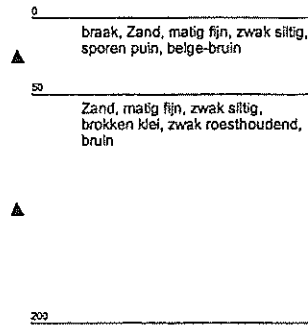 0
braak, Zand, matig fijn, zwak siltig,
sporen puin, beige-bruin
50
Zand, matig fijn, zwak siltig,
brokken klei, zwak roesthoudend,
bruin
200